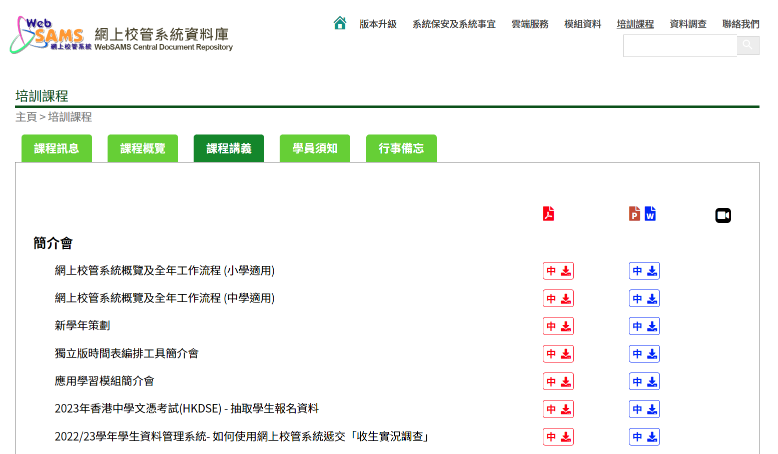 Web
SAMS
網上校管系統
網上校管系統資料庫
WebSAMS Central Document Repository
版本升級 系統保安及系統事宜 雲端服務 模組資料 培訓課程 資料調查 聯絡我們
培訓課程
主頁 > 培訓課程
課程訊息 課程概覽 課程講義 學員須知 行事備忘
P W
簡介會
網上校管系統概覽及全年工作流程 (小學適用) 中 中
網上校管系統概覽及全年工作流程 (中學適用) 中 中
新學年策劃 中 中
獨立版時間表編排工具簡介會 中 中
應用學習模組簡介會 中 中
2023年香港中學文憑考試(HKDSE) - 抽取學生報名資料 中 中
2022/23學年學生資料管理系統- 如何使用網上校管系統遞交「收生實況調查」 中 中